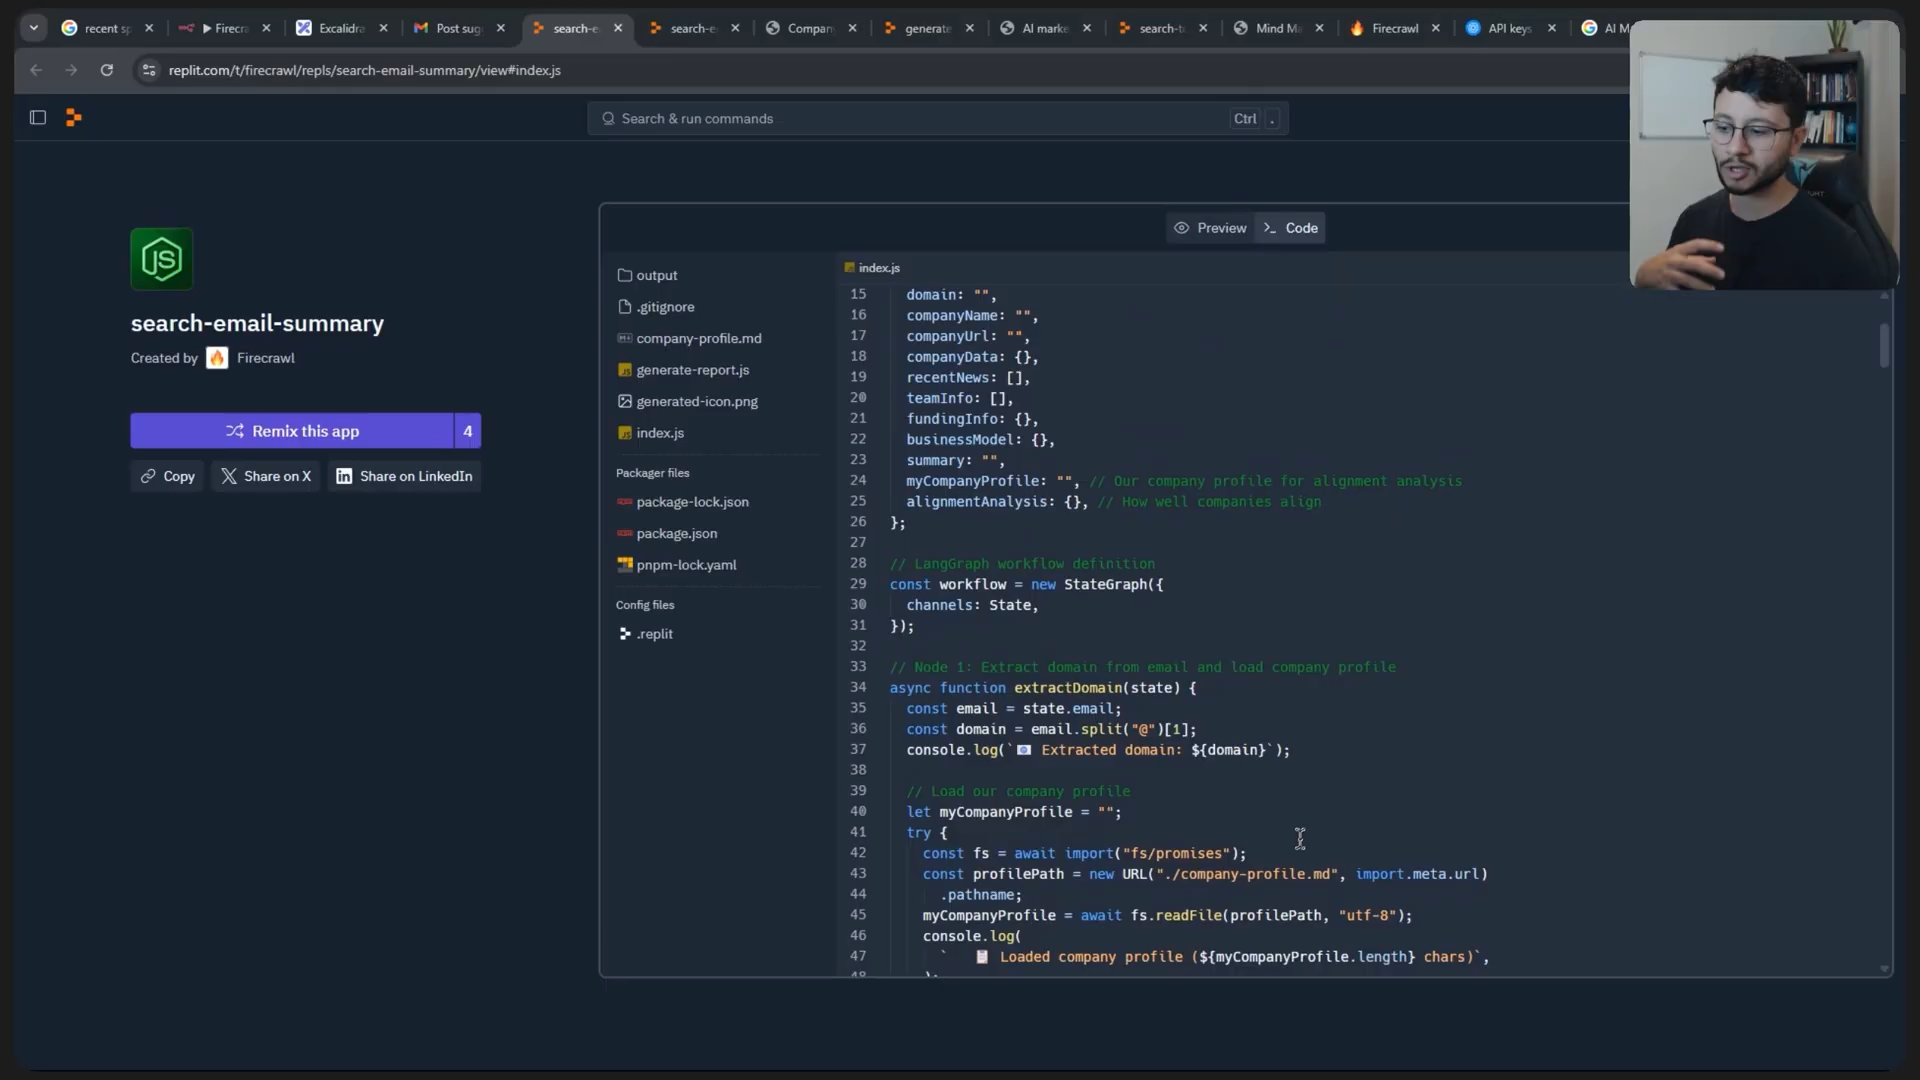 recent sp
Firecra
Excalidra
Post sug
search-e
search-e
Compan
generate
AI marke
search-tw
Mind Ma
Firecrawl
API keys
AI M
replit.com/t/firecrawl/repls/search-email-summary/view#index.js
Search & run commands
Ctrl .
Preview
Code
JS
search-email-summary
Created by Firecrawl
Remix this app 4
Copy
Share on X
Share on LinkedIn
output
.gitignore
company-profile.md
generate-report.js
generated-icon.png
index.js
Packager files
package-lock.json
package.json
pnpm-lock.yaml
Config files
.replit
index.js
15 domain: "",
16 companyName: "",
17 companyUrl: "",
18 companyData: {},
19 recentNews: [],
20 teamInfo: [],
21 fundingInfo: {},
22 businessModel: {},
23 summary: "",
24 myCompanyProfile: "", // Our company profile for alignment analysis
25 alignmentAnalysis: {}, // How well companies align
26 };
27
28 // LangGraph workflow definition
29 const workflow = new StateGraph({
30 channels: State,
31 });
32
33 // Node 1: Extract domain from email and load company profile
34 async function extractDomain(state) {
35 const email = state.email;
36 const domain = email.split("@")[1];
37 console.log(`📧 Extracted domain: ${domain}`);
38
39 // Load our company profile
40 let myCompanyProfile = "";
41 try {
42 const fs = await import("fs/promises");
43 const profilePath = new URL("./company-profile.md", import.meta.url)
44 .pathname;
45 myCompanyProfile = await fs.readFile(profilePath, "utf-8");
46 console.log(
47 ` 📋 Loaded company profile (${myCompanyProfile.length} chars)`,
48 );